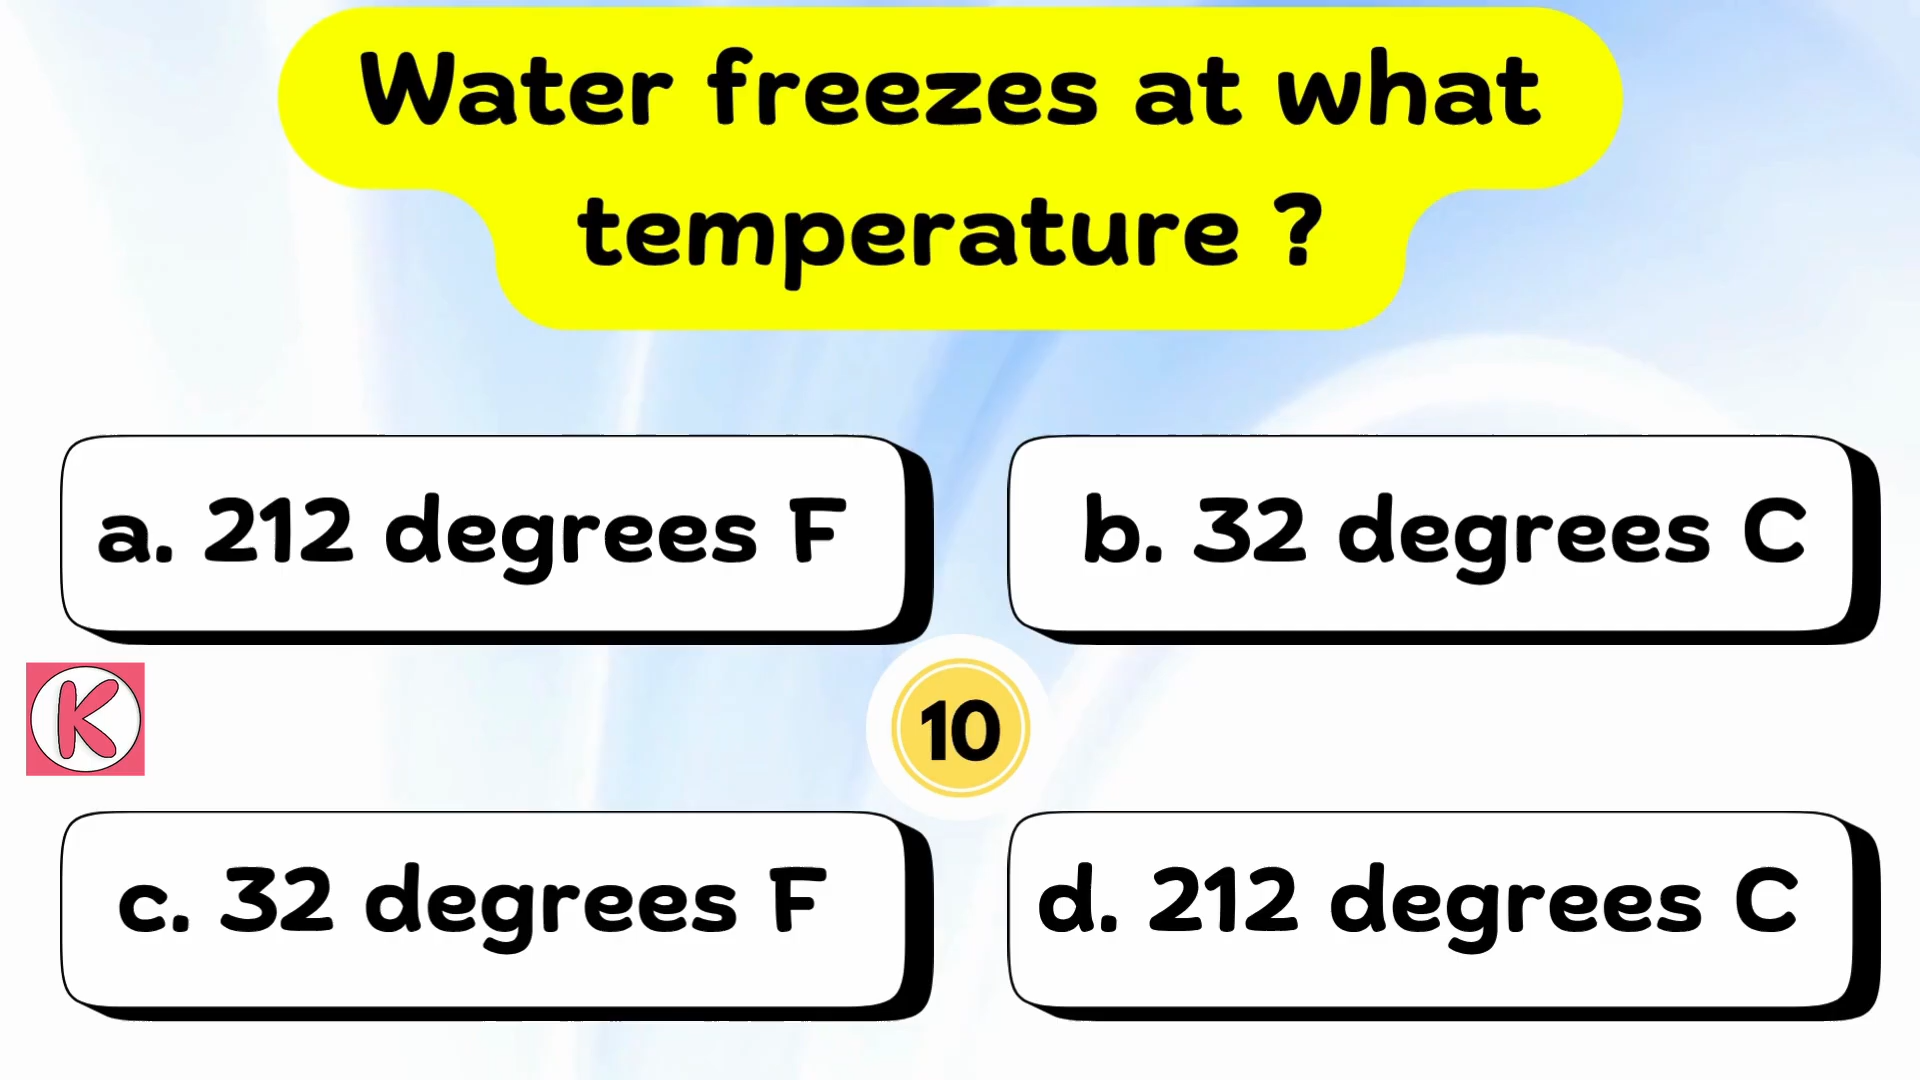 Water freezes at what
temperature ?
a. 212 degrees F
b. 32 degrees C
K
10
c. 32 degrees F
d. 212 degrees C